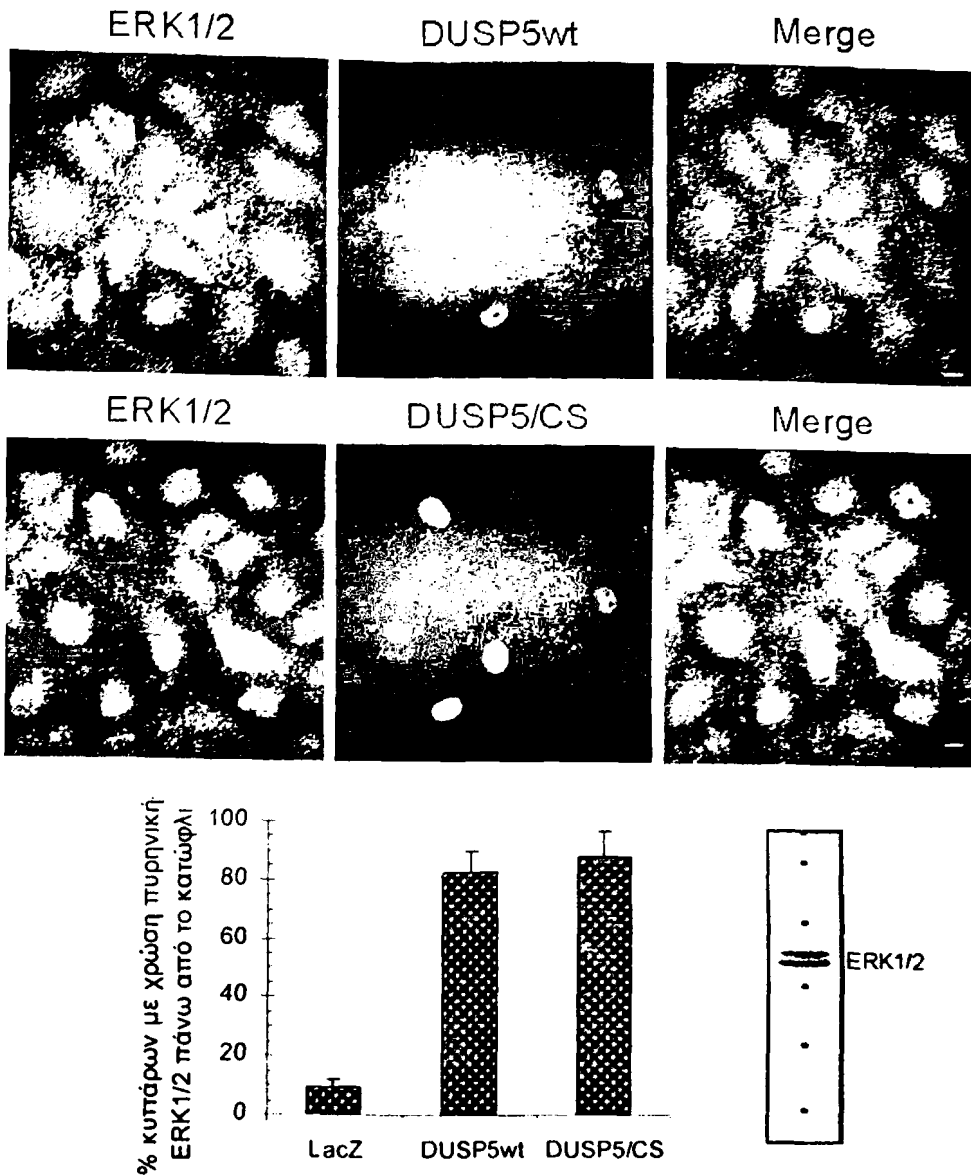 ERK1/2 DUSP5wt Merge
ERK1/2 DUSP5/CS Merge
% κυττάρων με χρώση πυρηνική
ERK1/2 πάνω από το κατώφλι
100
80
60
40
20
0
LacZ DUSP5wt DUSP5/CS
ERK1/2